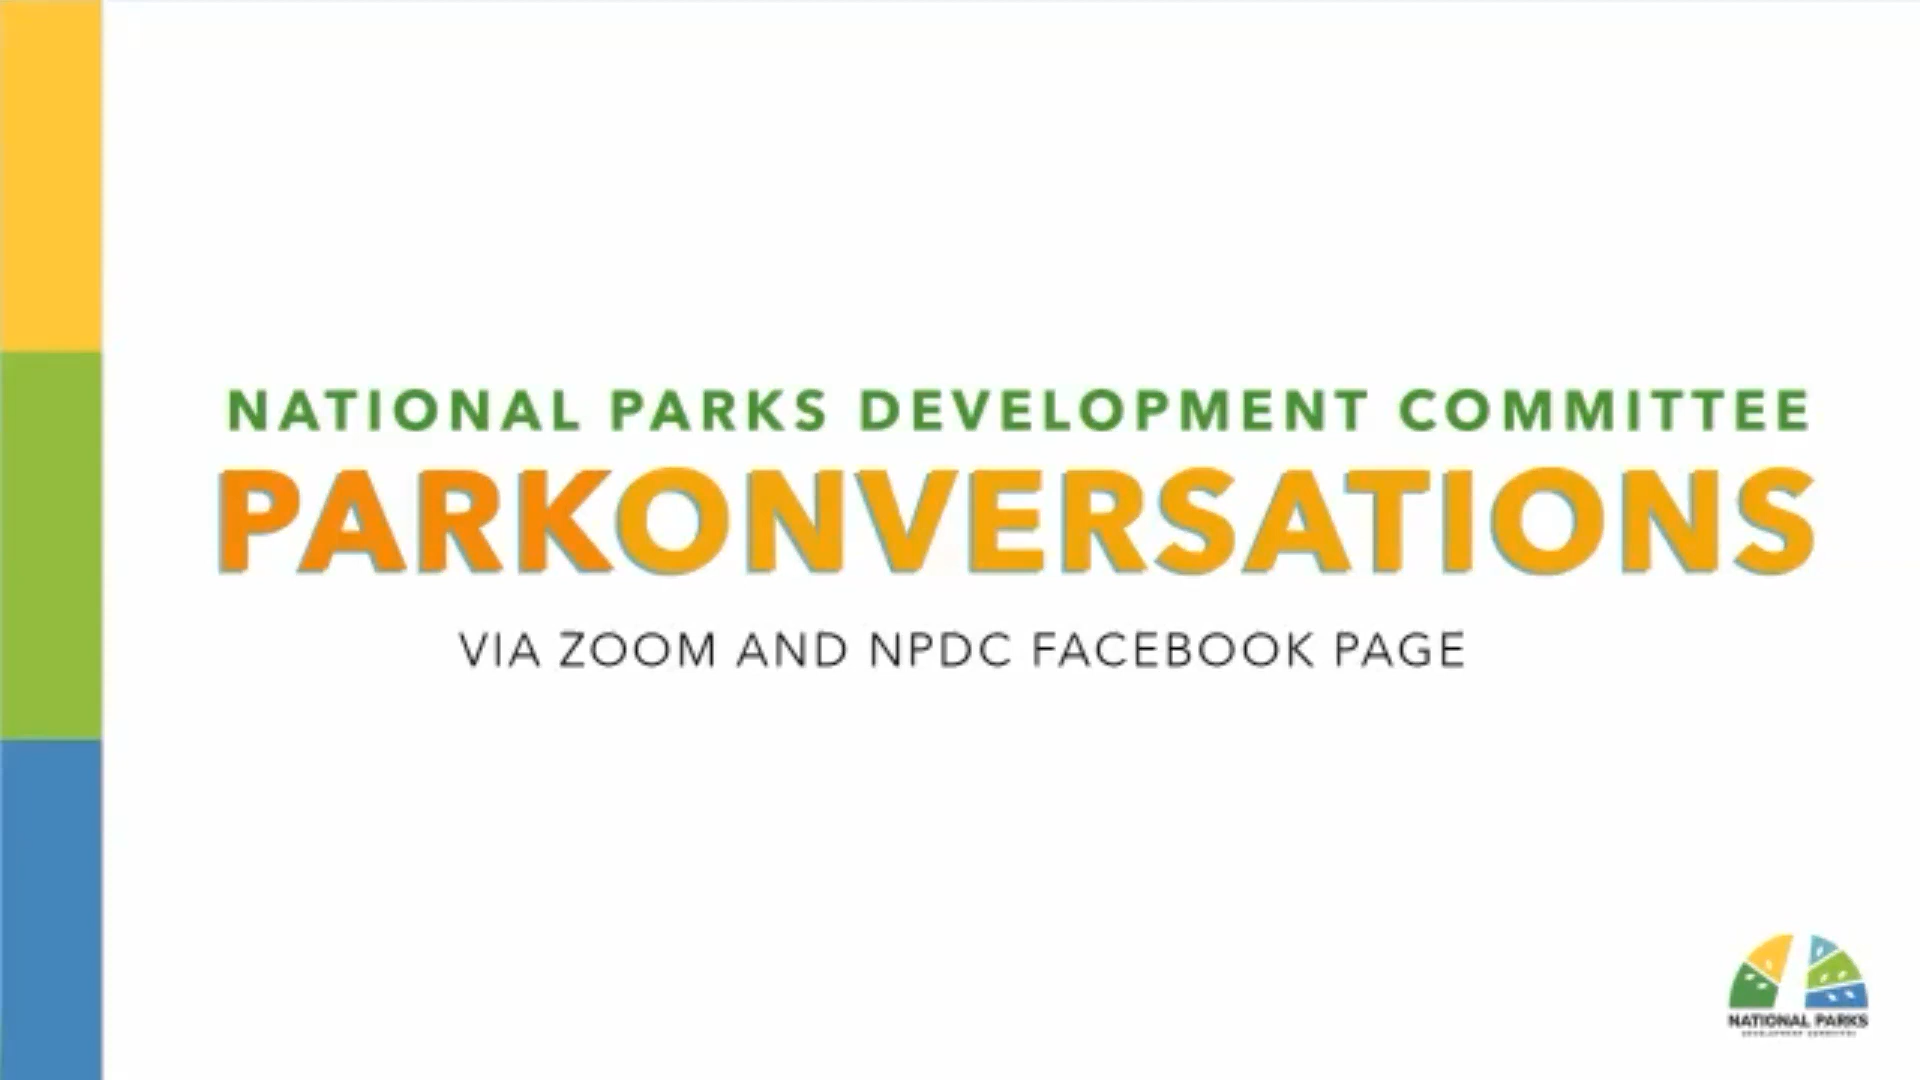 NATIONAL PARKS DEVELOPMENT COMMITTEE
PARKONVERSATIONS
VIA ZOOM AND NPDC FACEBOOK PAGE
NATIONAL PARKS